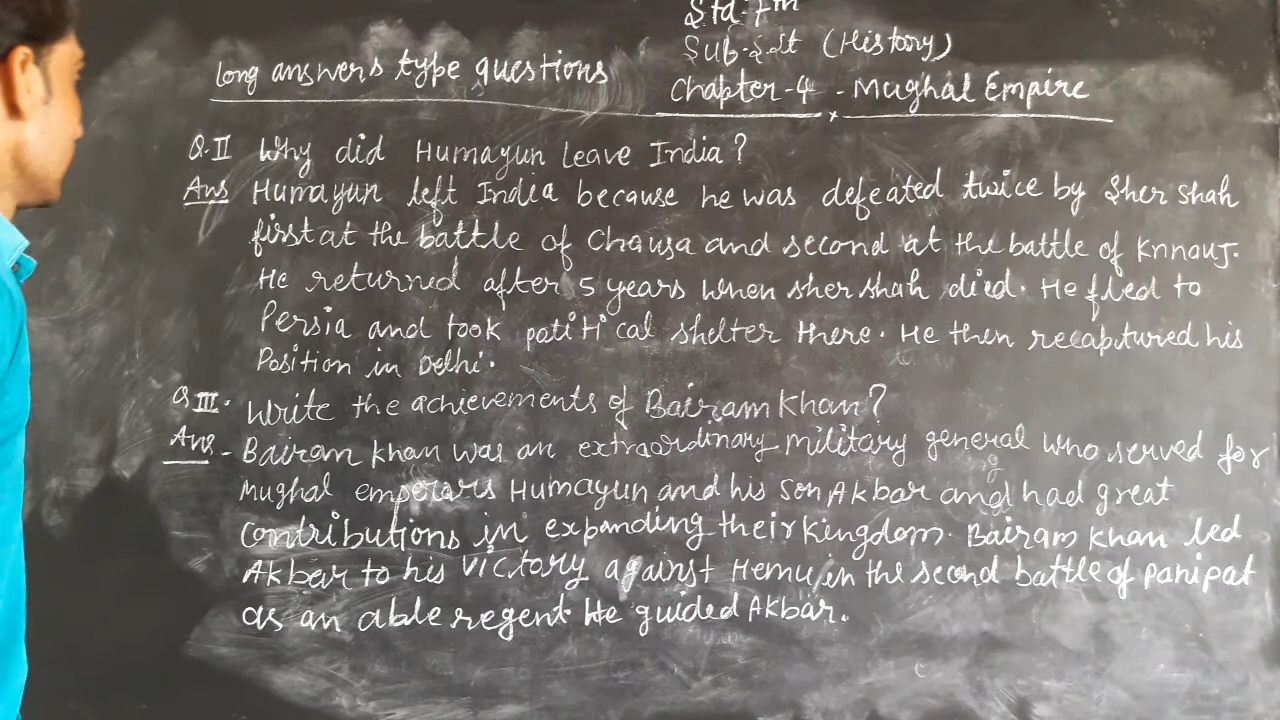 Std-7th
Sub-S.st (History)
Long answers type questions
Chapter-4 - Mughal Empire
Q.II Why did Humayun Leave India?
Ans Humayun left India because he was defeated twice by Sher shah
first at the battle of Chausa and second at the battle of Knnouj.
He returned after 5 years when sher shah died. He fled to
Persia and took politi cal shelter there. He then recaptured his
Position in Delhi.
Q III. Write the achievements of Bairam Khan?
Ans - Bairam khan was an extraordinary military general who served for
Mughal emperars Humayun and his Son Akbar and had great
contributions in expanding their kingdom. Bairam Khan led
Akbar to his victory against Hemu, in the second battle of panipat
as an able regent. He guided Akbar.